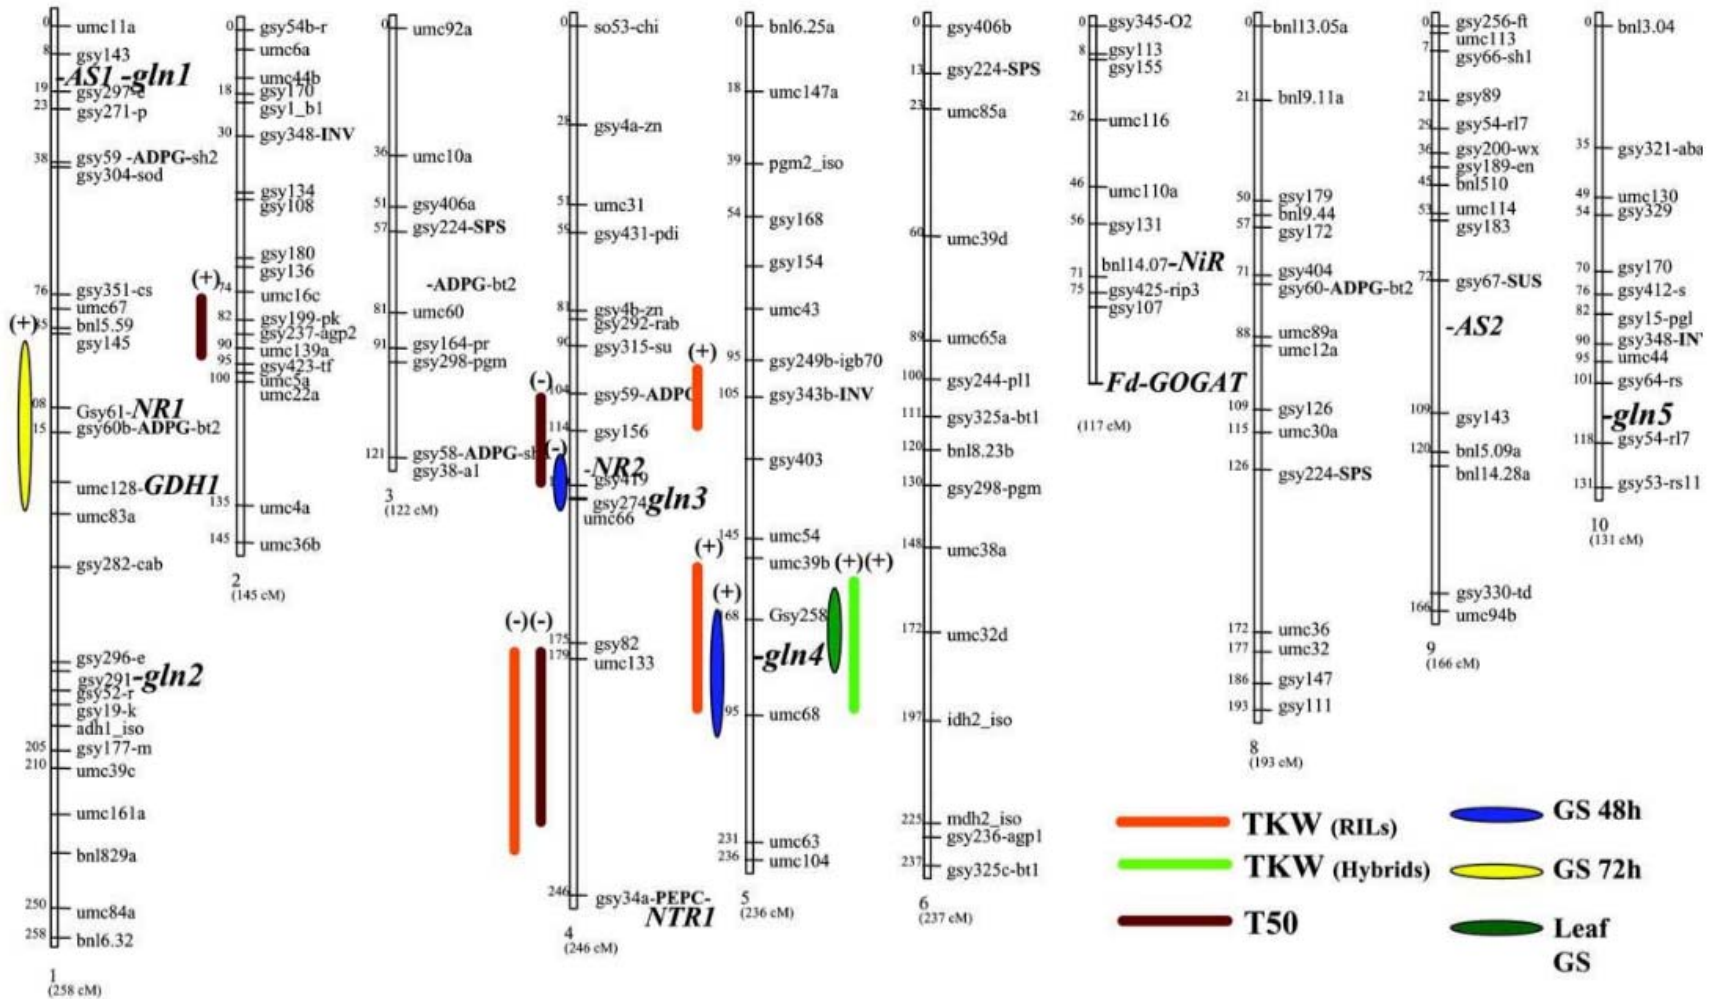 0 umc11a
8 gsy143
-AS1 -gln1
19 gsy297-c
23 gsy271-p
38 gsy59 -ADPG-sh2
gsy304-sod
76 gsy351-cs
umc67
(+)
85 bnl5.59
gsy145
08 Gsy61-NR1
15 gsy60b-ADPG-bt2
umc128-GDH1
umc83a
gsy282-cab
gsy296-e
gsy291 -gln2
gsy52-r
gsy19-k
adh1_iso
205 gsy177-m
210 umc39c
umc161a
bnl829a
250 umc84a
258 bnl6.32
1
(258 cM)
0 gsy54b-r
umc6a
umc44b
18 gsy170
gsy1_b1
30 gsy348-INV
gsy134
gsy108
gsy180
gsy136
(+)
74 umc16c
82 gsy199-pk
gsy237-agp2
90 umc139a
95 gsy423-tf
100 umc5a
umc22a
135 umc4a
145 umc36b
2
(145 cM)
0 umc92a
36 umc10a
51 gsy406a
57 gsy224-SPS
-ADPG-bt2
81 umc60
91 gsy164-pr
gsy298-pgm
121 gsy58-ADPG-sh
gsy38-a1
3
(122 cM)
0 so53-chi
28 gsy4a-zn
51 umc31
59 gsy431-pdi
81 gsy4b-zn
gsy292-rab
90 gsy315-su
(-)
104 gsy59-ADPG
114 gsy156
(-)
-NR2
gsy419
gsy274 gln3
umc66
(-)(-)
175 gsy82
179 umc133
246 gsy34a-PEPC-
NTR1
4
(246 cM)
0 bnl6.25a
18 umc147a
39 pgm2_iso
54 gsy168
gsy154
umc43
(+)
95 gsy249b-igb70
105 gsy343b-INV
gsy403
145 umc54
(+)
umc39b
(+)
68 Gsy258
-gln4
95 umc68
(+)(+)
231 umc63
236 umc104
5
(236 cM)
0 gsy406b
13 gsy224-SPS
23 umc85a
60 umc39d
89 umc65a
100 gsy244-pl1
111 gsy325a-bt1
120 bnl8.23b
130 gsy298-pgm
148 umc38a
172 umc32d
197 idh2_iso
225 mdh2_iso
gsy236-agp1
237 gsy325c-bt1
6
(237 cM)
0 gsy345-O2
8 gsy113
gsy155
26 umc116
46 umc110a
56 gsy131
bnl14.07-NiR
71
75 gsy425-rip3
gsy107
Fd-GOGAT
(117 cM)
0 bnl13.05a
21 bnl9.11a
50 gsy179
bnl9.44
57 gsy172
71 gsy404
gsy60-ADPG-bt2
88 umc89a
umc12a
109 gsy126
115 umc30a
126 gsy224-SPS
172 umc36
177 umc32
186 gsy147
193 gsy111
8
(193 cM)
0 gsy256-ft
umc113
7 gsy66-sh1
21 gsy89
29 gsy54-rl7
36 gsy200-wx
gsy189-en
45 bnl510
53 umc114
gsy183
gsy67-SUS
-AS2
109 gsy143
120 bnl5.09a
bnl14.28a
gsy330-td
166 umc94b
9
(166 cM)
0 bnl3.04
35 gsy321-aba
49 umc130
54 gsy329
70 gsy170
76 gsy412-s
82 gsy15-pgl
90 gsy348-IN
95 umc44
101 gsy64-rs
-gln5
118 gsy54-rl7
131 gsy53-rs11
10
(131 cM)
TKW (RILs)
TKW (Hybrids)
T50
GS 48h
GS 72h
Leaf
GS